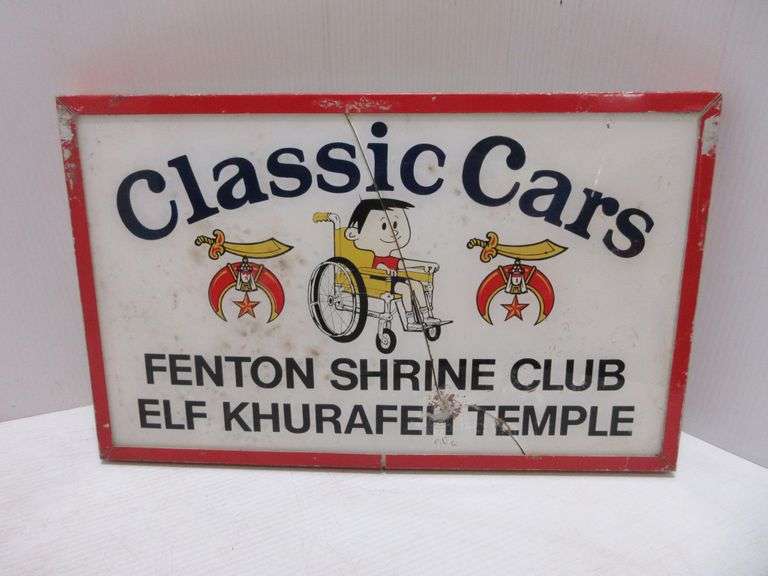 Classic Cars
FENTON SHRINE CLUB
ELF KHURAFEH TEMPLE